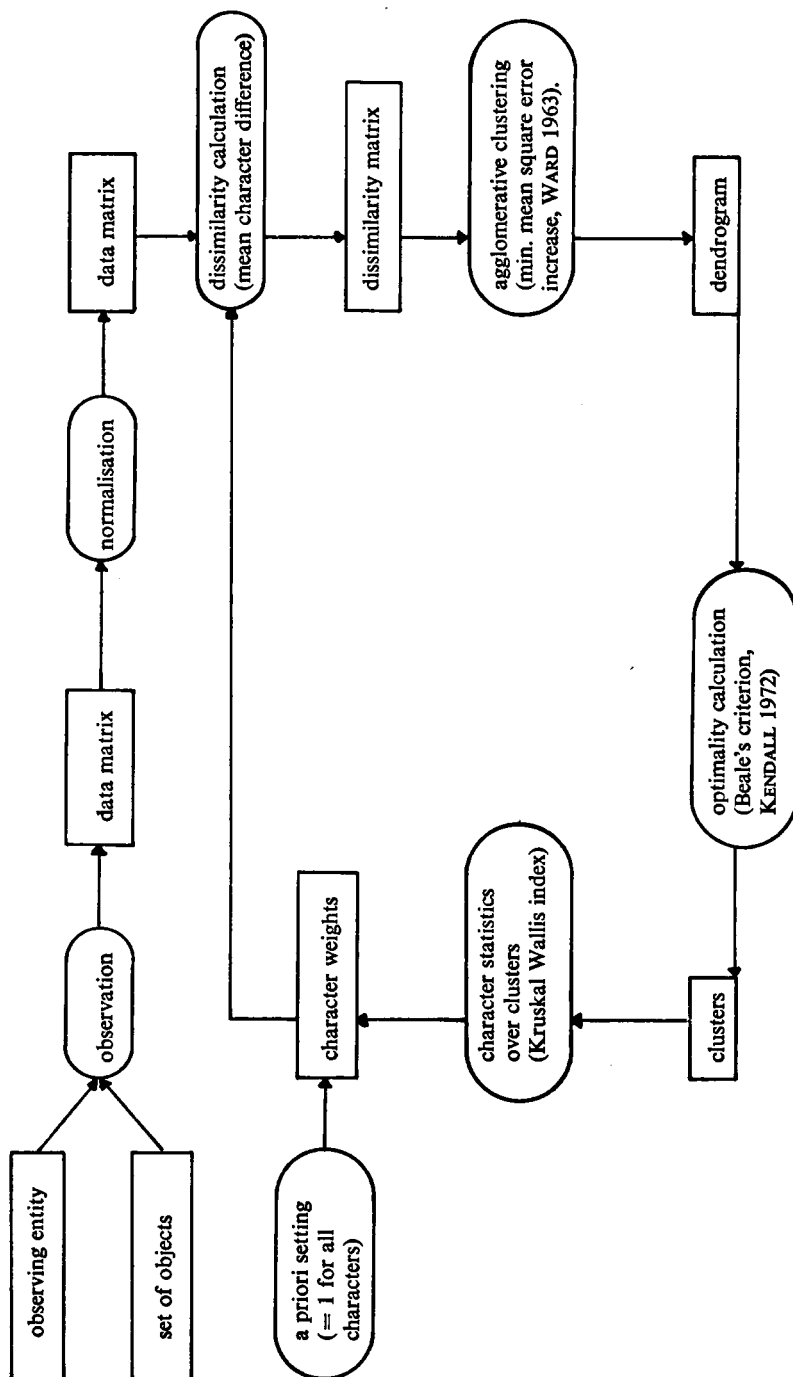 observing entity
set of objects
observation
data matrix
normalisation
data matrix
dissimilarity calculation
(mean character difference)
dissimilarity matrix
agglomerative clustering
(min. mean square error
increase, WARD 1963).
dendrogram
optimality calculation
(Beale's criterion,
KENDALL 1972)
clusters
character statistics
over clusters
(Kruskal Wallis index)
character weights
a priori setting
(= 1 for all
characters)